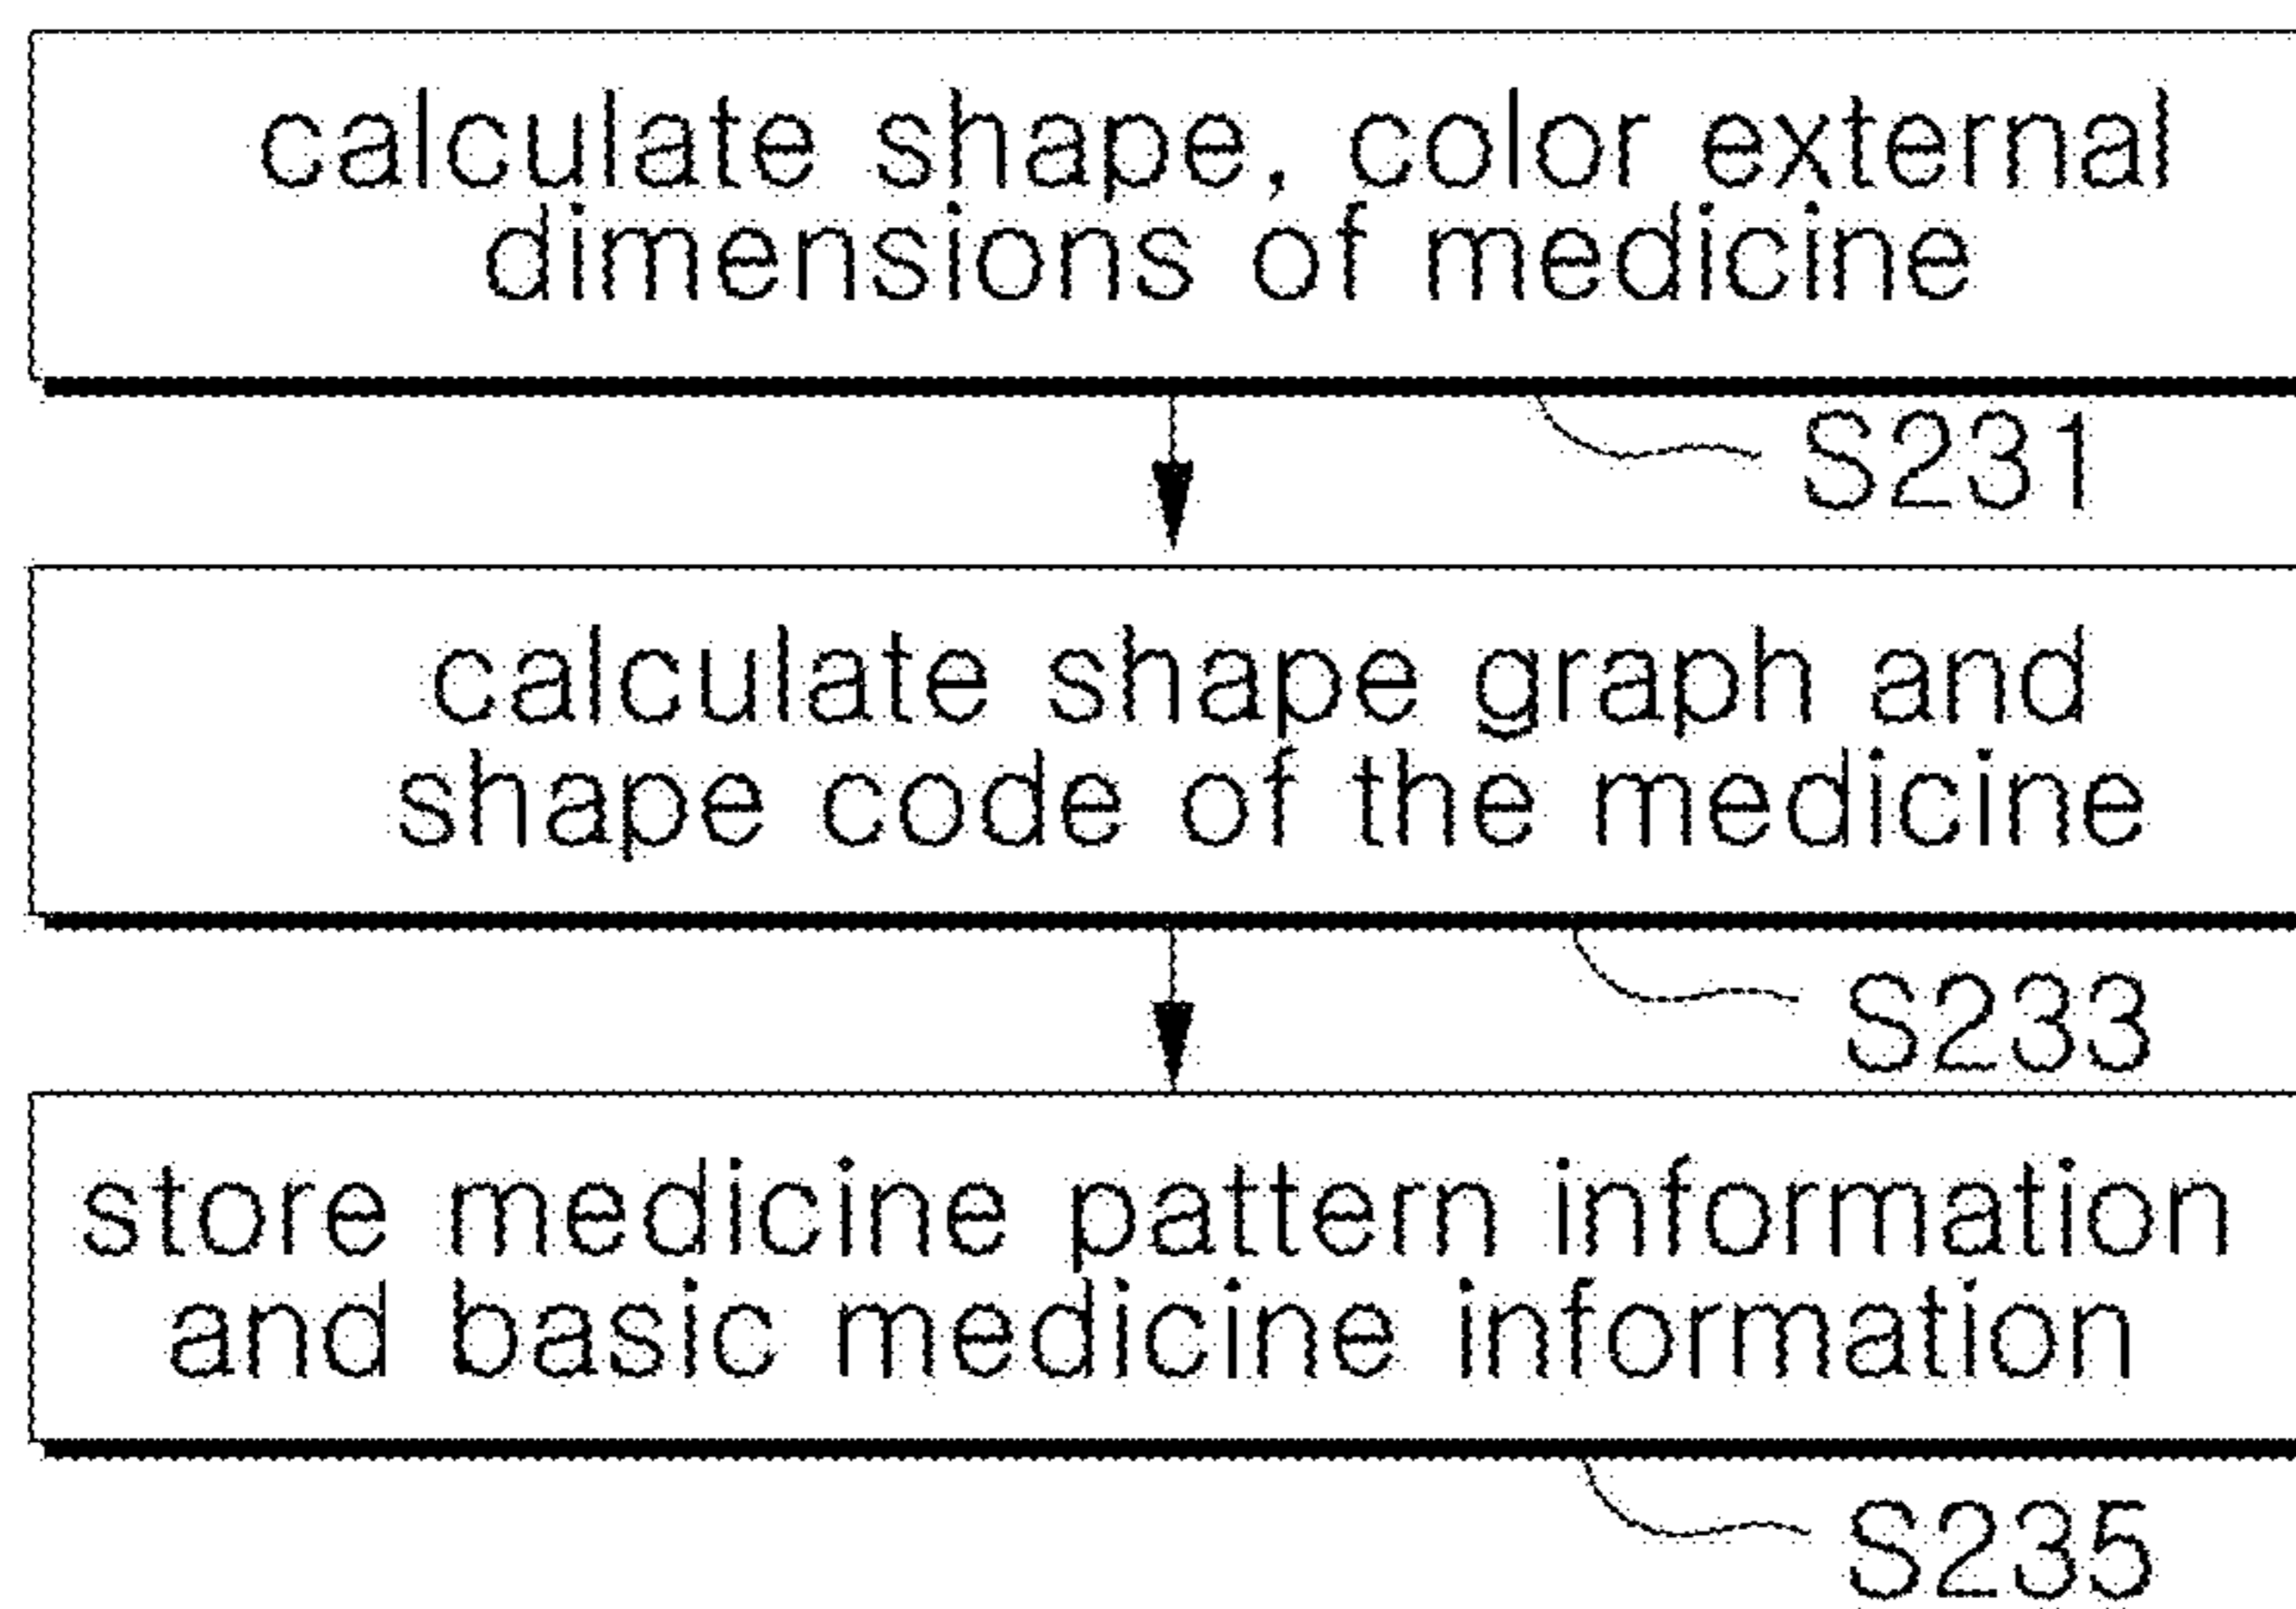 calculate shape, color external
dimensions of medicine
S231
calculate shape graph and
shape code of the medicine
S233
store medicine pattern information
and basic medicine information
S235